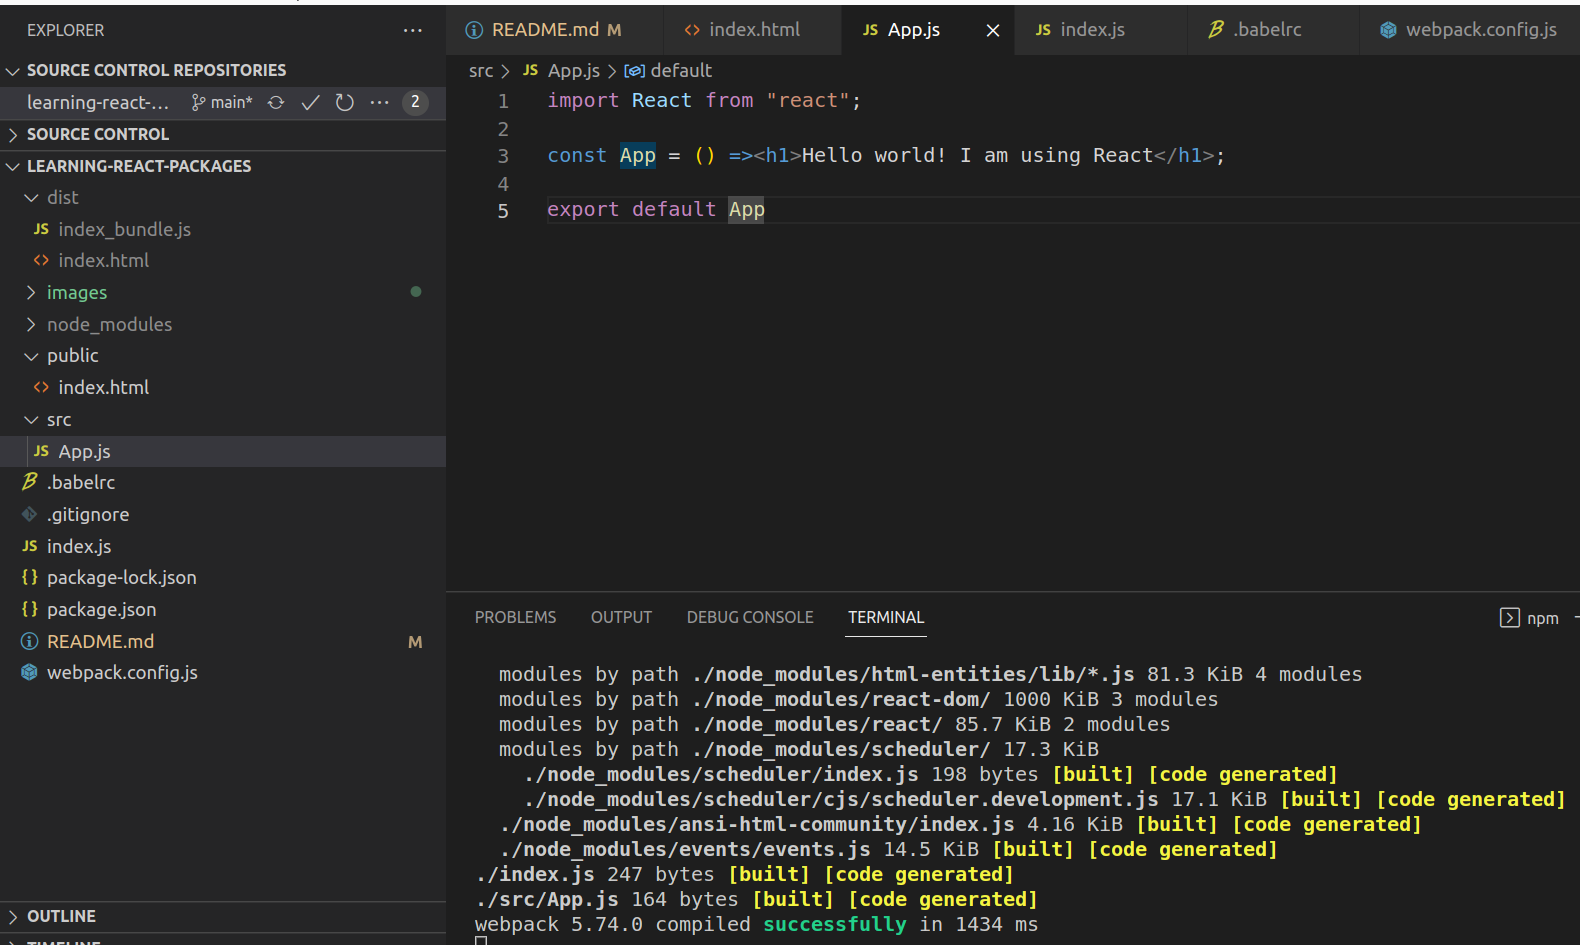 EXPLORER
SOURCE CONTROL REPOSITORIES
learning-react-... main* 2
SOURCE CONTROL
LEARNING-REACT-PACKAGES
dist
JS index_bundle.js
<> index.html
images
node_modules
public
<> index.html
src
JS App.js
.babelrc
.gitignore
JS index.js
{} package-lock.json
{} package.json
README.md M
webpack.config.js
OUTLINE
TIMELINE
README.md M <> index.html JS App.js JS index.js .babelrc webpack.config.js
src > JS App.js > default
1 import React from "react";
2
3 const App = () =><h1>Hello world! I am using React</h1>;
4
5 export default App
PROBLEMS OUTPUT DEBUG CONSOLE TERMINAL npm
modules by path ./node_modules/html-entities/lib/*.js 81.3 KiB 4 modules
modules by path ./node_modules/react-dom/ 1000 KiB 3 modules
modules by path ./node_modules/react/ 85.7 KiB 2 modules
modules by path ./node_modules/scheduler/ 17.3 KiB
./node_modules/scheduler/index.js 198 bytes [built] [code generated]
./node_modules/scheduler/cjs/scheduler.development.js 17.1 KiB [built] [code generated]
./node_modules/ansi-html-community/index.js 4.16 KiB [built] [code generated]
./node_modules/events/events.js 14.5 KiB [built] [code generated]
./index.js 247 bytes [built] [code generated]
./src/App.js 164 bytes [built] [code generated]
webpack 5.74.0 compiled successfully in 1434 ms